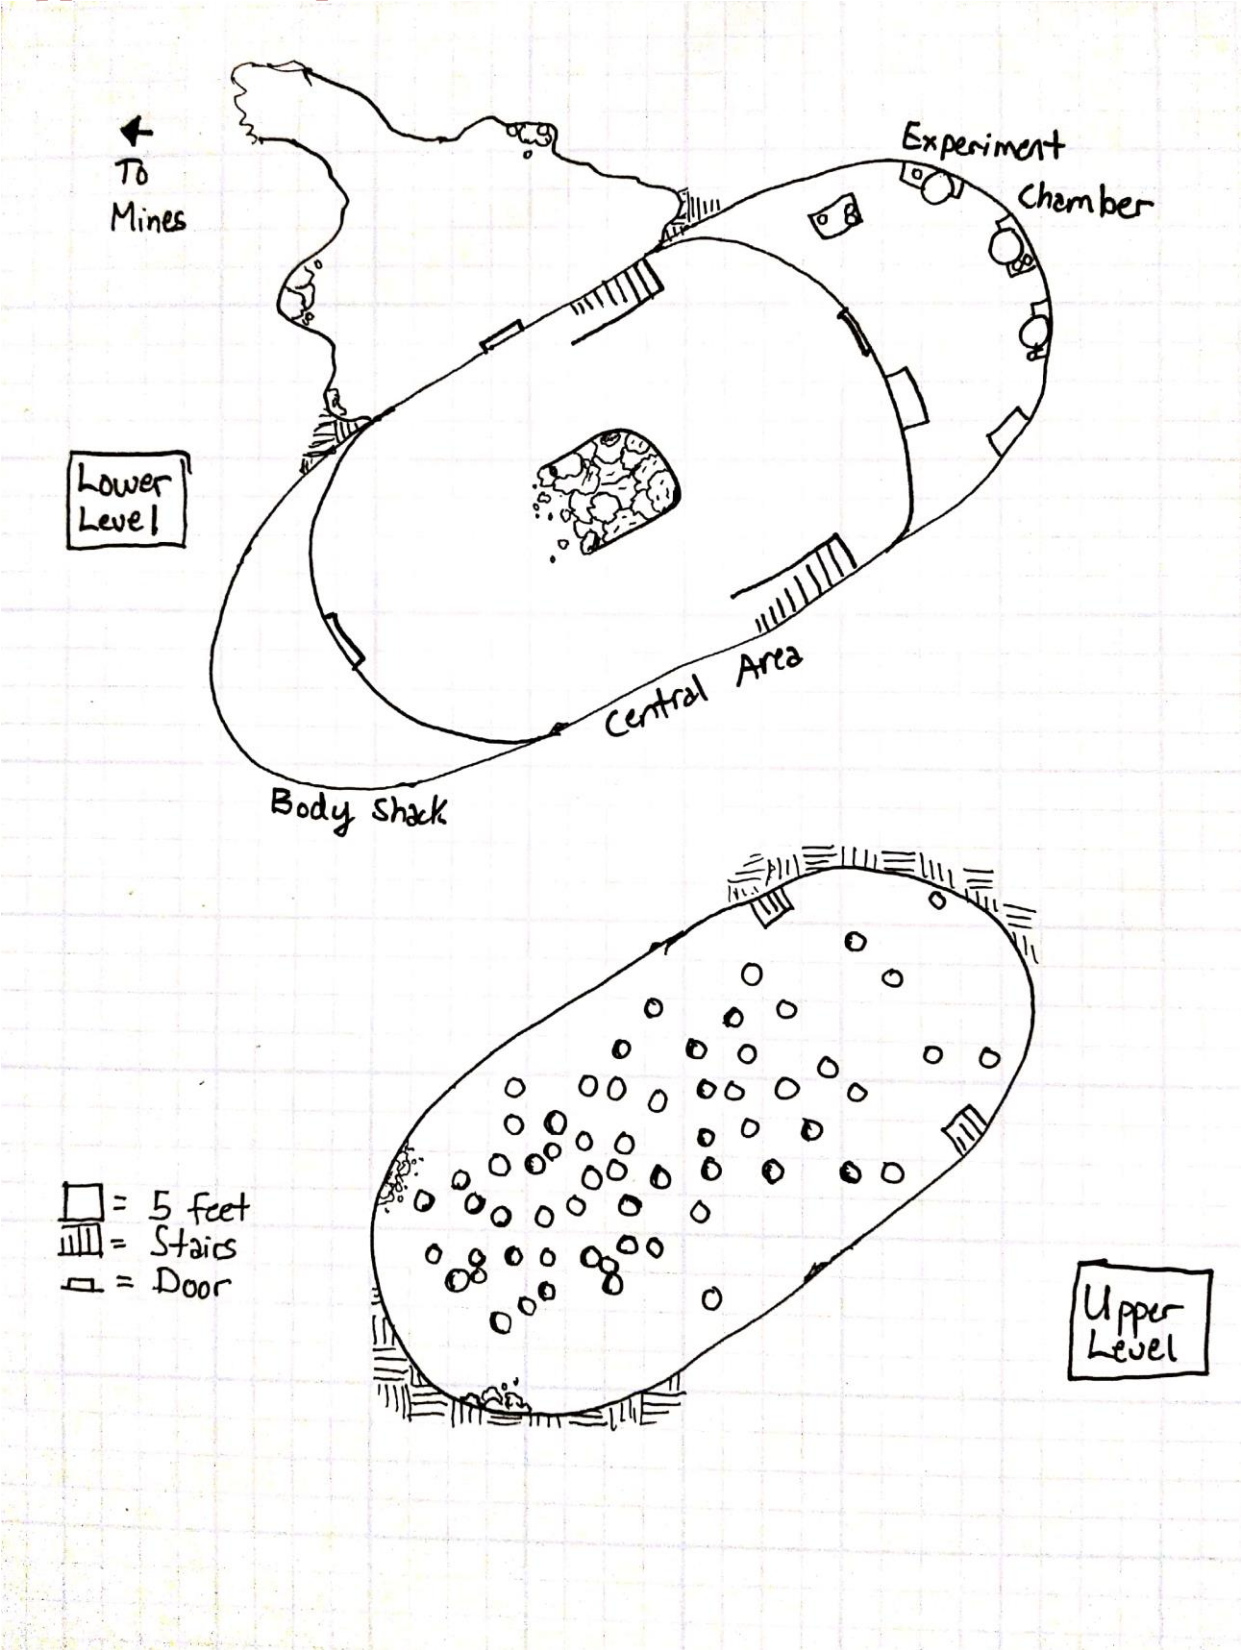 Experiment
Chamber
To
Mines
Lower
Level
Central Area
Body Shack
= 5 feet
= Stairs
= Door
Upper
Level